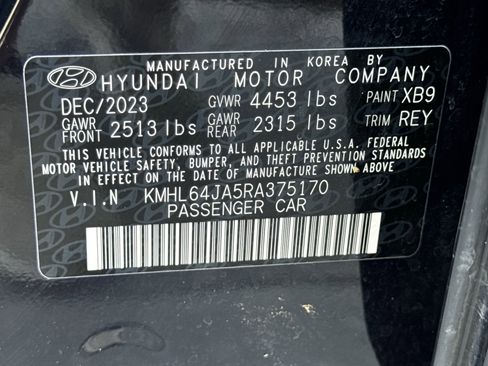 MANUFACTURED IN KOREA BY
HYUNDAI MOTOR COMPANY
DEC/2023 GVWR 4453 lbs PAINT XB9
GAWR FRONT 2513 lbs GAWR REAR 2315 lbs TRIM REY
THIS VEHICLE CONFORMS TO ALL APPLICABLE U.S.A. FEDERAL
MOTOR VEHICLE SAFETY, BUMPER, AND THEFT PREVENTION STANDARDS
IN EFFECT ON THE DATE OF MANUFACTURE SHOWN ABOVE
V.I.N KMHL64JA5RA375170
PASSENGER CAR